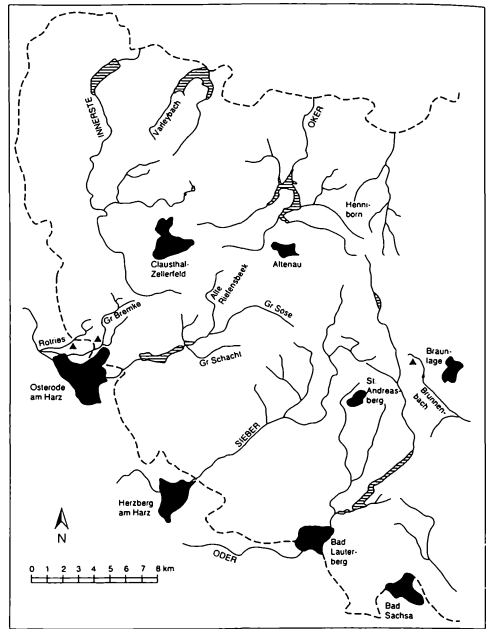 INNERSTE
Varleybach
OKER
Henni-
born
Clausthal-
Zellerfeld
Altenau
Alte
Rielensbeek
Gr Sose
Gr Bremke
Rotries
Gr Schacht
Osterode
am Harz
St.
Andreas-
berg
Braun-
lage
Brunnen-
bach
SIEBER
Herzberg
am Harz
N
ODER
Bad
Lauter-
berg
0 1 2 3 4 5 6 7 8 km
Bad
Sachsa